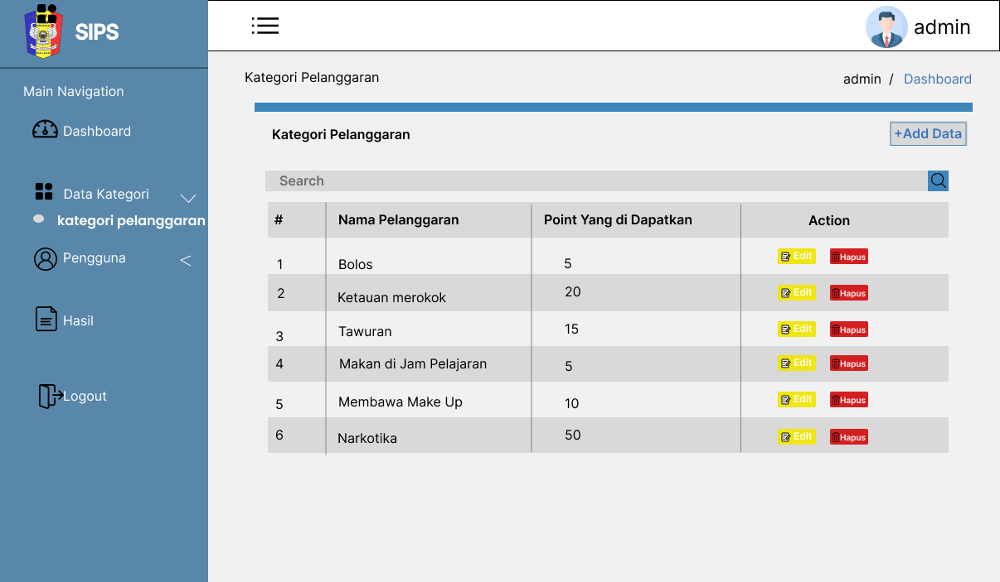 SIPS
admin
Main Navigation
Dashboard
Data Kategori
kategori pelanggaran
Pengguna <
Hasil
Logout
Kategori Pelanggaran
admin / Dashboard
Kategori Pelanggaran
+Add Data
Search
# Nama Pelanggaran Point Yang di Dapatkan Action
1 Bolos 5 Edit Hapus
2 Ketauan merokok 20 Edit Hapus
3 Tawuran 15 Edit Hapus
4 Makan di Jam Pelajaran 5 Edit Hapus
5 Membawa Make Up 10 Edit Hapus
6 Narkotika 50 Edit Hapus